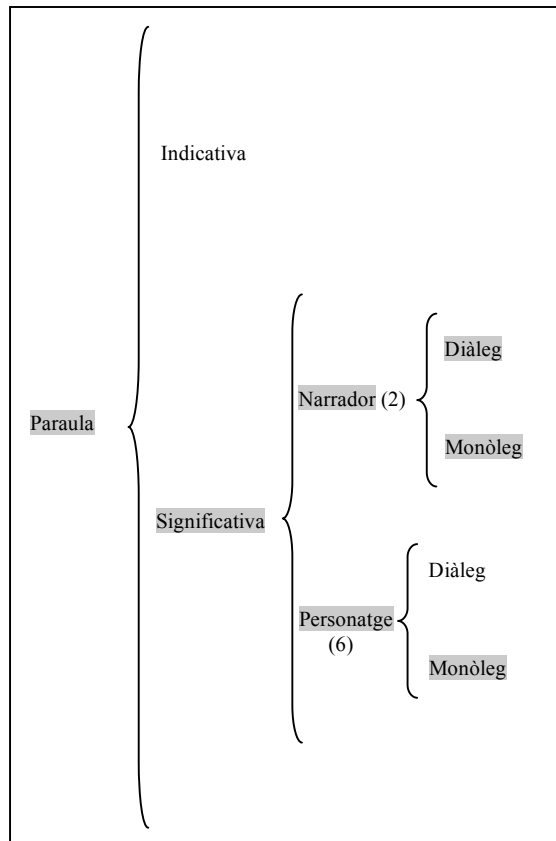 Indicativa
Diàleg
Narrador (2)
Paraula
Monòleg
Significativa
Diàleg
Personatge
(6)
Monòleg